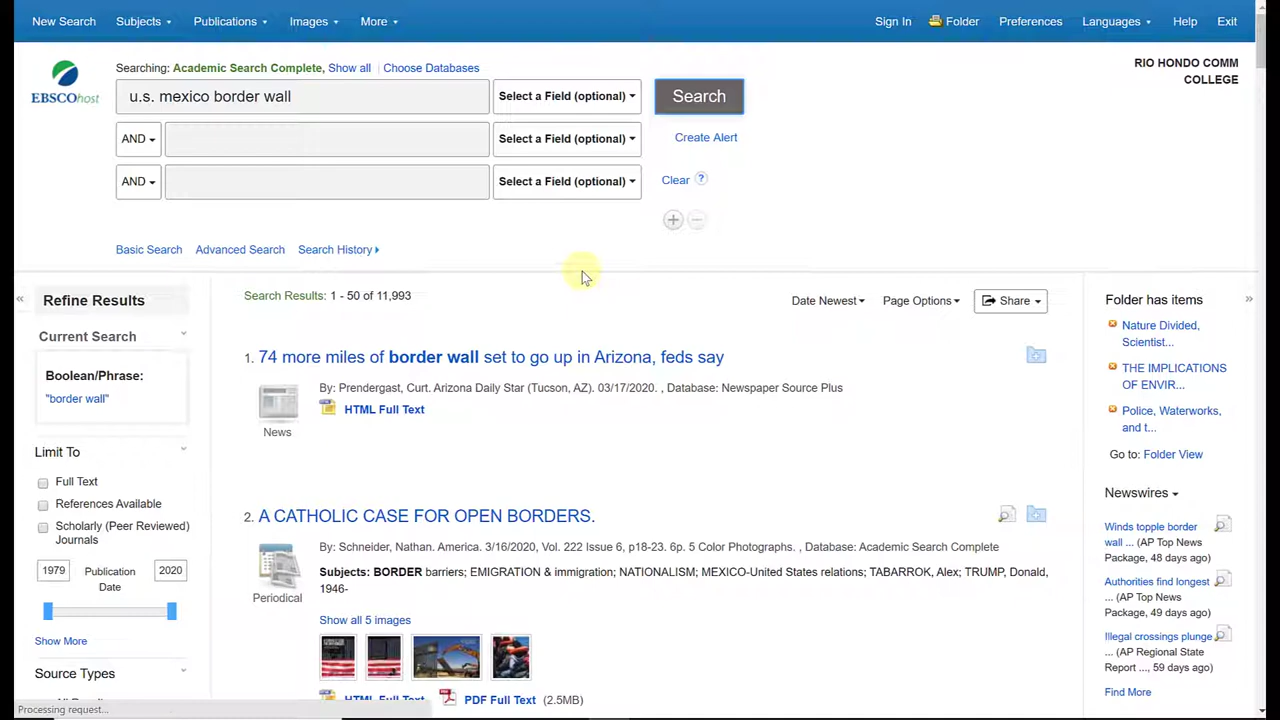 New Search Subjects Publications Images More Sign In Folder Preferences Languages Help Exit
Searching: Academic Search Complete, Show all Choose Databases
RIO HONDO COMM
COLLEGE
EBSCOhost
u.s. mexico border wall Select a Field (optional) Search
AND Select a Field (optional) Create Alert
AND Select a Field (optional) Clear ?
Basic Search Advanced Search Search History
« Refine Results
Current Search
Boolean/Phrase:
"border wall"
Limit To
Full Text
References Available
Scholarly (Peer Reviewed)
Journals
1979 Publication 2020
Date
Show More
Source Types
Search Results: 1 - 50 of 11,993 Date Newest Page Options Share
1. 74 more miles of border wall set to go up in Arizona, feds say
By: Prendergast, Curt. Arizona Daily Star (Tucson, AZ). 03/17/2020. , Database: Newspaper Source Plus
HTML Full Text
News
2. A CATHOLIC CASE FOR OPEN BORDERS.
By: Schneider, Nathan. America. 3/16/2020, Vol. 222 Issue 6, p18-23. 6p. 5 Color Photographs. , Database: Academic Search Complete
Subjects: BORDER barriers; EMIGRATION & immigration; NATIONALISM; MEXICO-United States relations; TABARROK, Alex; TRUMP, Donald,
1946-
Periodical
Show all 5 images
HTML Full Text PDF Full Text (2.5MB)
Folder has items »
Nature Divided,
Scientist...
THE IMPLICATIONS
OF ENVIR...
Police, Waterworks,
and t...
Go to: Folder View
Newswires
Winds topple border
wall ... (AP Top News
Package, 48 days ago)
Authorities find longest
... (AP Top News
Package, 49 days ago)
Illegal crossings plunge
... (AP Regional State
Report ..., 59 days ago)
Find More
Processing request...